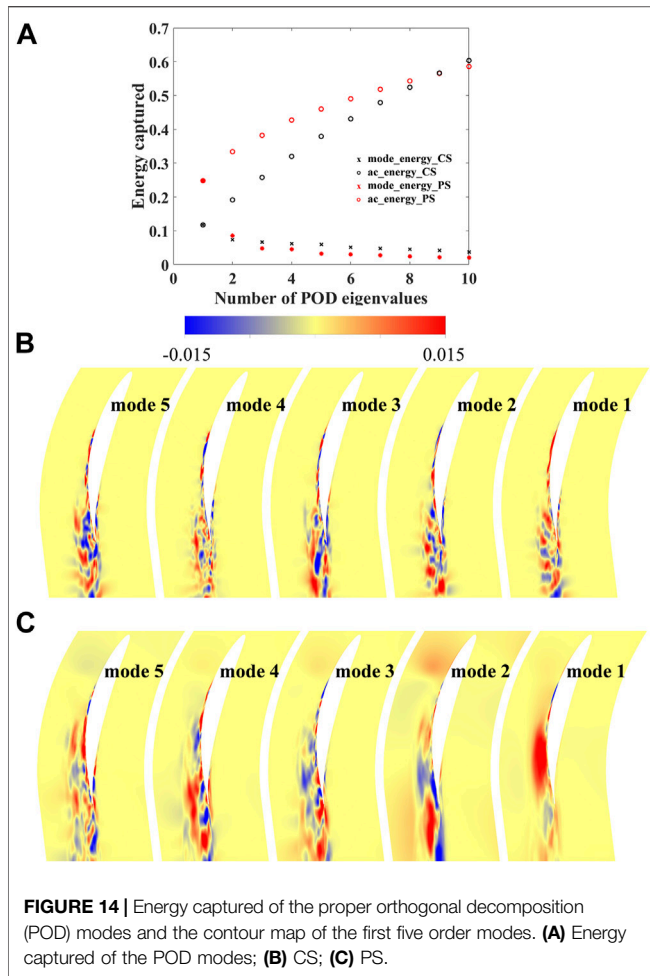 A
0.7
0.6
0.5
0.4
0.3
0.2
0.1
0
Energy captured
x mode_energy_CS
o ac_energy_CS
x mode_energy_PS
o ac_energy_PS
0 2 4 6 8 10
Number of POD eigenvalues
-0.015 0.015
B
mode 5 mode 4 mode 3 mode 2 mode 1
C
mode 5 mode 4 mode 3 mode 2 mode 1
FIGURE 14 | Energy captured of the proper orthogonal decomposition
(POD) modes and the contour map of the first five order modes. (A) Energy
captured of the POD modes; (B) CS; (C) PS.